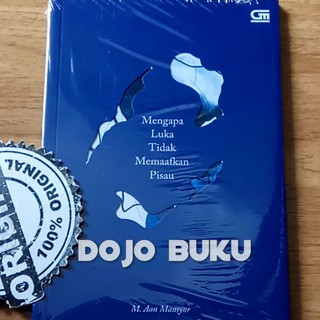 GM
Mengapa
Luka
Tidak
Memaafkan
Pisau
100% ORIGINAL
ORIGINAL
DOJO BUKU
M. Aan Mansyur